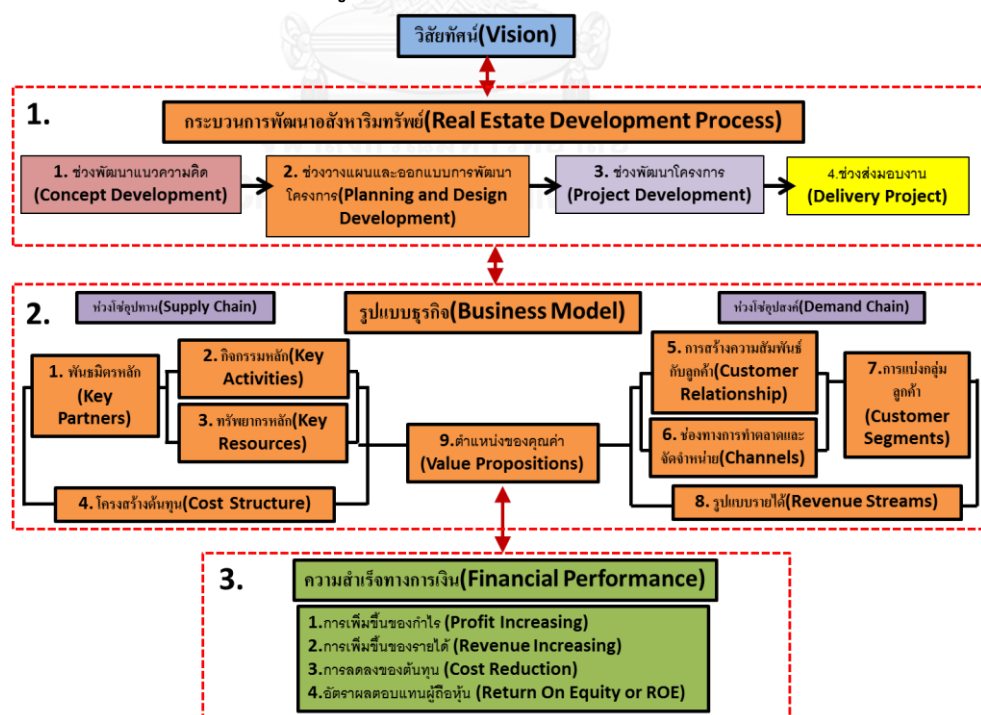 วิสัยทัศน์(Vision)
1.
กระบวนการพัฒนาอสังหาริมทรัพย์(Real Estate Development Process)
1. ช่วงพัฒนาแนวความคิด
(Concept Development)
2. ช่วงวางแผนและออกแบบการพัฒนา
โครงการ(Planning and Design
Development)
3. ช่วงพัฒนาโครงการ
(Project Development)
4.ช่วงส่งมอบงาน
(Delivery Project)
2.
ห่วงโซ่อุปทาน(Supply Chain)
รูปแบบธุรกิจ(Business Model)
ห่วงโซ่อุปสงค์(Demand Chain)
1. พันธมิตรหลัก
(Key
Partners)
2. กิจกรรมหลัก(Key
Activities)
3. ทรัพยากรหลัก(Key
Resources)
4. โครงสร้างต้นทุน(Cost Structure)
9.ตำแหน่งของคุณค่า
(Value Propositions)
5. การสร้างความสัมพันธ์
กับลูกค้า(Customer
Relationship)
6. ช่องทางการทำตลาดและ
จัดจำหน่าย(Channels)
7.การแบ่งกลุ่ม
ลูกค้า
(Customer
Segments)
8. รูปแบบรายได้(Revenue Streams)
3.
ความสำเร็จทางการเงิน(Financial Performance)
1.การเพิ่มขึ้นของกำไร (Profit Increasing)
2.การเพิ่มขึ้นของรายได้ (Revenue Increasing)
3.การลดลงของต้นทุน (Cost Reduction)
4.อัตราผลตอบแทนผู้ถือหุ้น (Return On Equity or ROE)